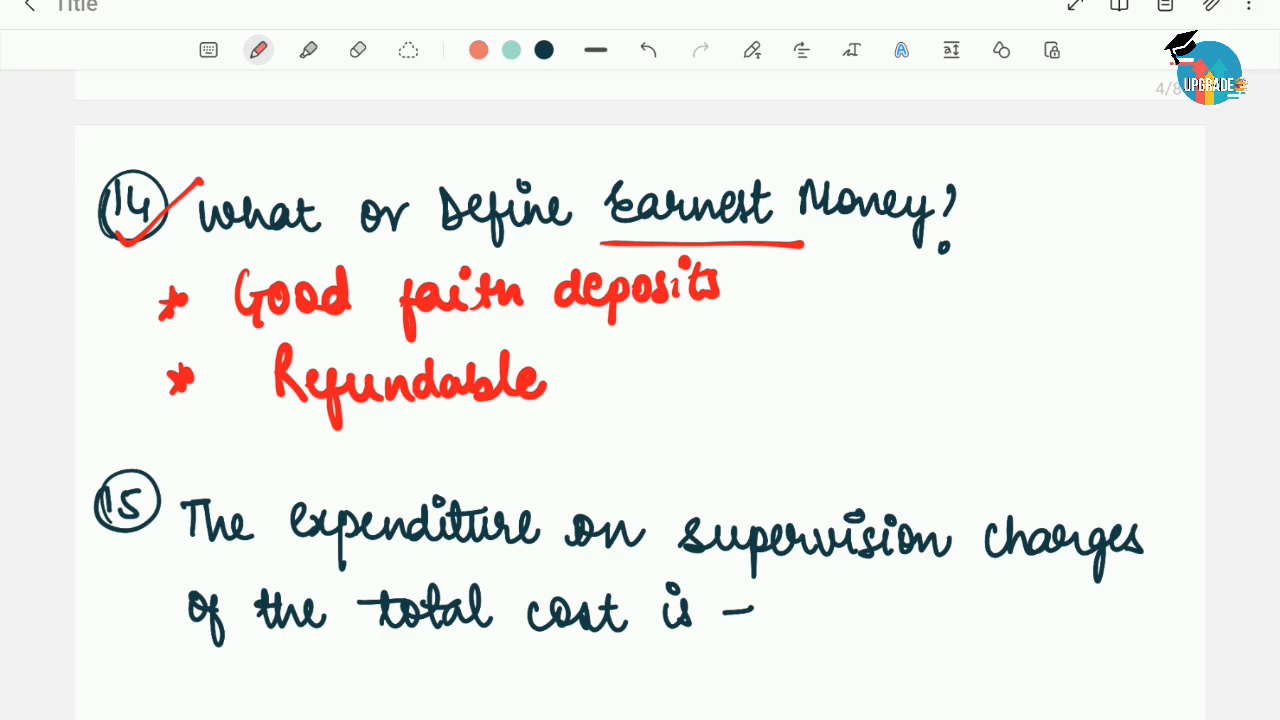 Title
4/8
UPGRADE
14 What or Define Earnest Money?
* Good faith deposits
* Refundable
15 The expenditure on supervision charges
of the total cost is -